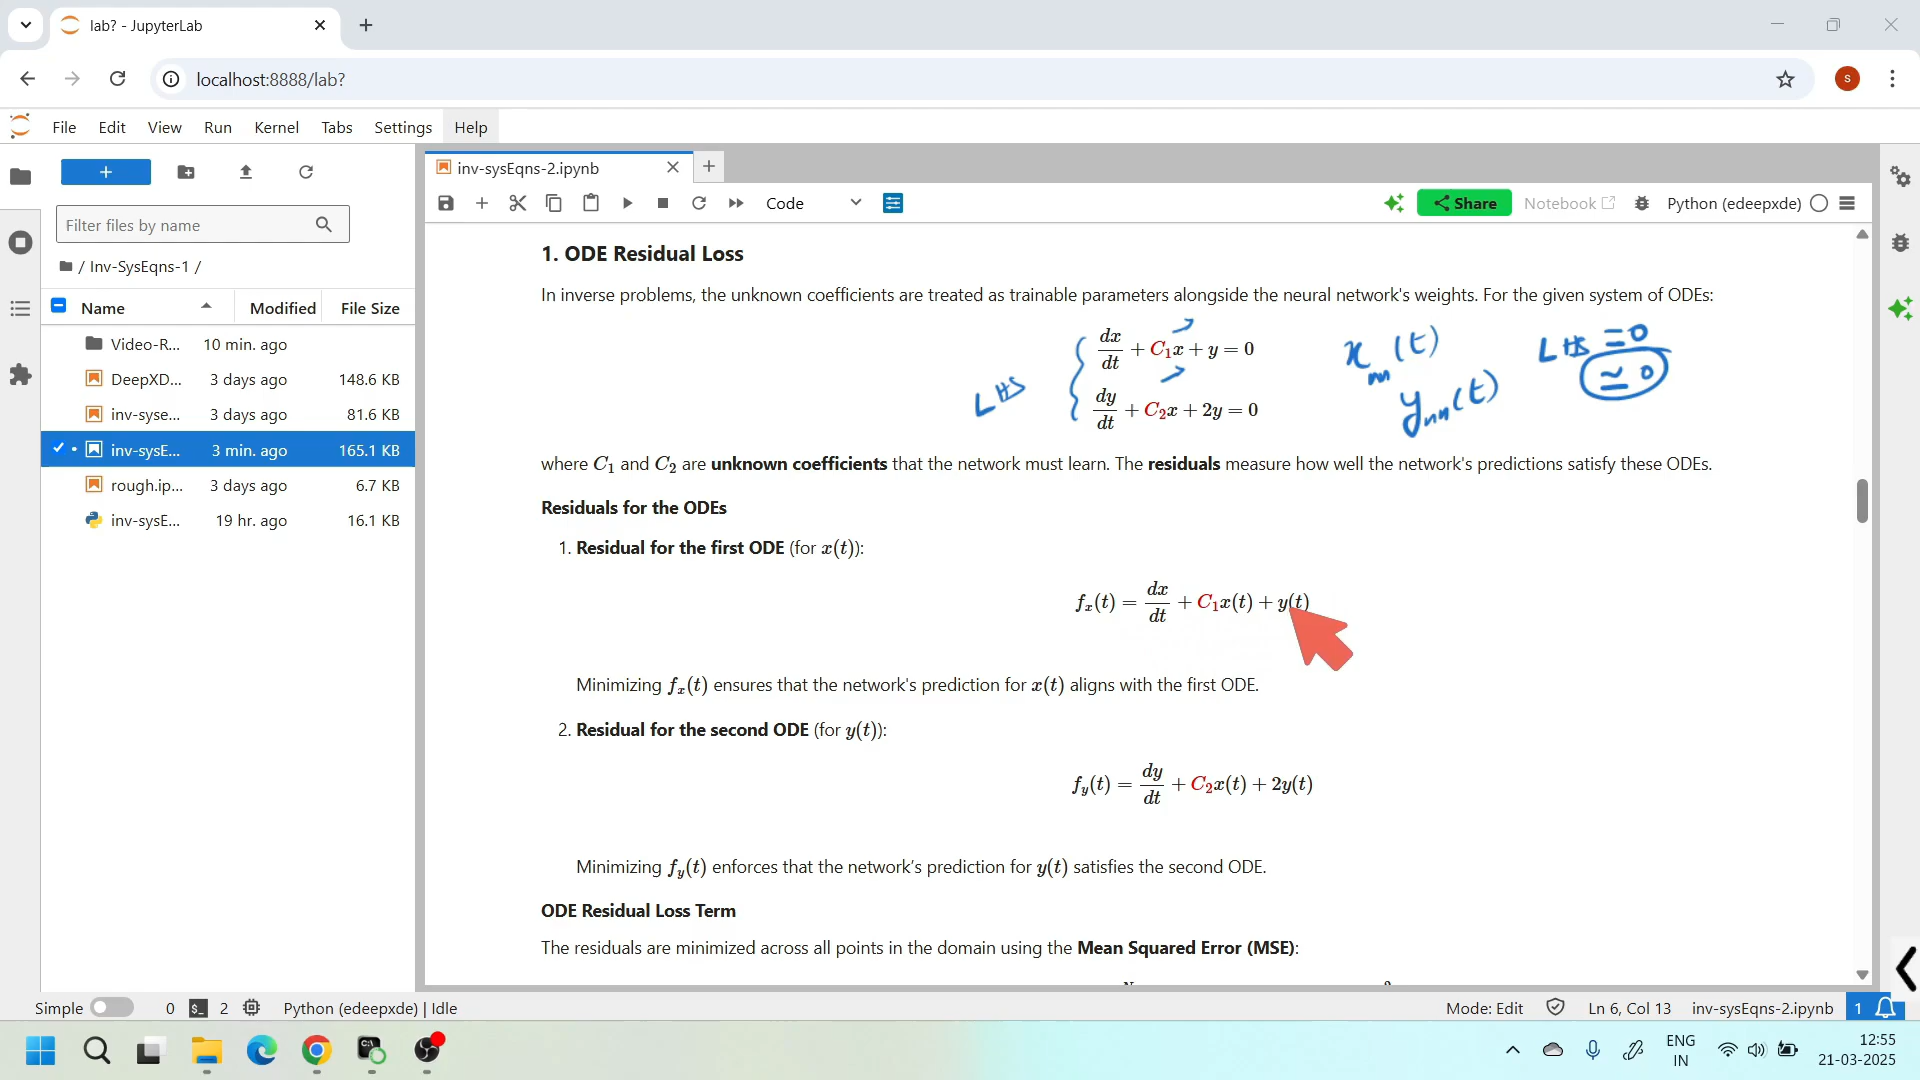 lab? - JupyterLab
localhost:8888/lab?
S
File Edit View Run Kernel Tabs Settings Help
inv-sysEqns-2.ipynb
Code
Share
Notebook
Python (edeepxde)
Filter files by name
/ Inv-SysEqns-1 /
Name Modified File Size
Video-R... 10 min. ago
DeepXD... 3 days ago 148.6 KB
inv-syse... 3 days ago 81.6 KB
inv-sysE... 3 min. ago 165.1 KB
rough.ip... 3 days ago 6.7 KB
inv-sysE... 19 hr. ago 16.1 KB
1. ODE Residual Loss
In inverse problems, the unknown coefficients are treated as trainable parameters alongside the neural network's weights. For the given system of ODEs:
dx/dt + C₁x + y = 0
dy/dt + C₂x + 2y = 0
LHS
xₙₙ(t)
yₙₙ(t)
LHS = 0
≃ 0
where C₁ and C₂ are unknown coefficients that the network must learn. The residuals measure how well the network's predictions satisfy these ODEs.
Residuals for the ODEs
1. Residual for the first ODE (for x(t)):
fₓ(t) = dx/dt + C₁x(t) + y(t)
Minimizing fₓ(t) ensures that the network's prediction for x(t) aligns with the first ODE.
2. Residual for the second ODE (for y(t)):
f_y(t) = dy/dt + C₂x(t) + 2y(t)
Minimizing f_y(t) enforces that the network's prediction for y(t) satisfies the second ODE.
ODE Residual Loss Term
The residuals are minimized across all points in the domain using the Mean Squared Error (MSE):
Simple 0 2 Python (edeepxde) | Idle
Mode: Edit Ln 6, Col 13 inv-sysEqns-2.ipynb 1
ENG
IN
12:55
21-03-2025